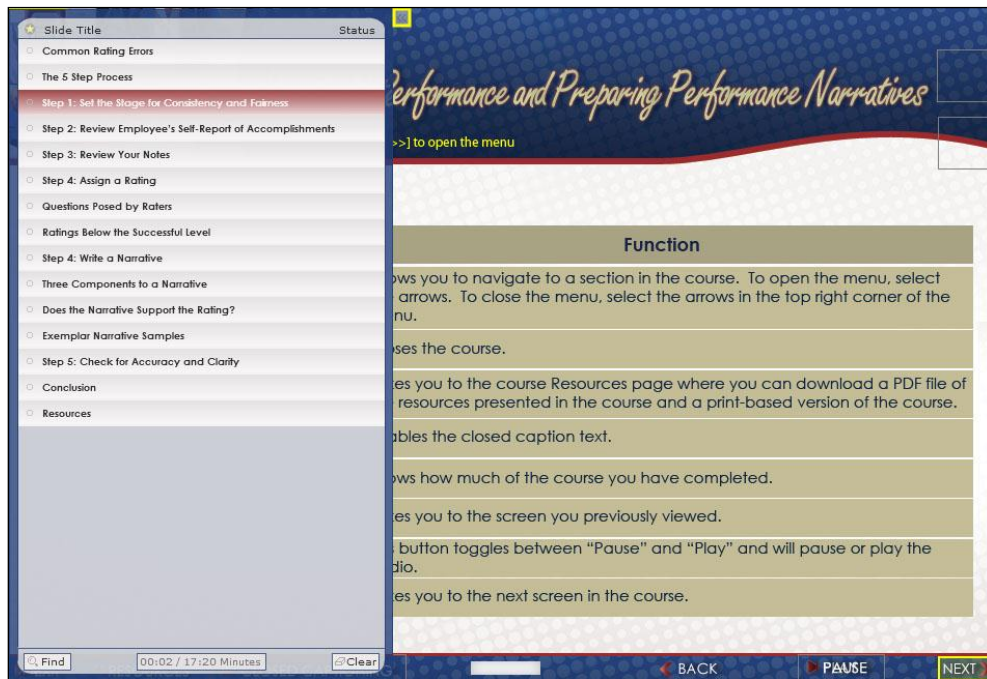 Slide Title Status
Common Rating Errors
The 5 Step Process
Step 1: Set the Stage for Consistency and Fairness
Step 2: Review Employee's Self-Report of Accomplishments
Step 3: Review Your Notes
Step 4: Assign a Rating
Questions Posed by Raters
Ratings Below the Successful Level
Step 4: Write a Narrative
Three Components to a Narrative
Does the Narrative Support the Rating?
Exemplar Narrative Samples
Step 5: Check for Accuracy and Clarity
Conclusion
Resources
Find 00:02 / 17:20 Minutes Clear
erformance and Preparing Performance Narratives
>>] to open the menu
Function
ows you to navigate to a section in the course. To open the menu, select
arrows. To close the menu, select the arrows in the top right corner of the
nu.
oses the course.
es you to the course Resources page where you can download a PDF file of
resources presented in the course and a print-based version of the course.
ables the closed caption text.
ows how much of the course you have completed.
es you to the screen you previously viewed.
button toggles between “Pause” and “Play” and will pause or play the
dio.
es you to the next screen in the course.
BACK PAUSE NEXT